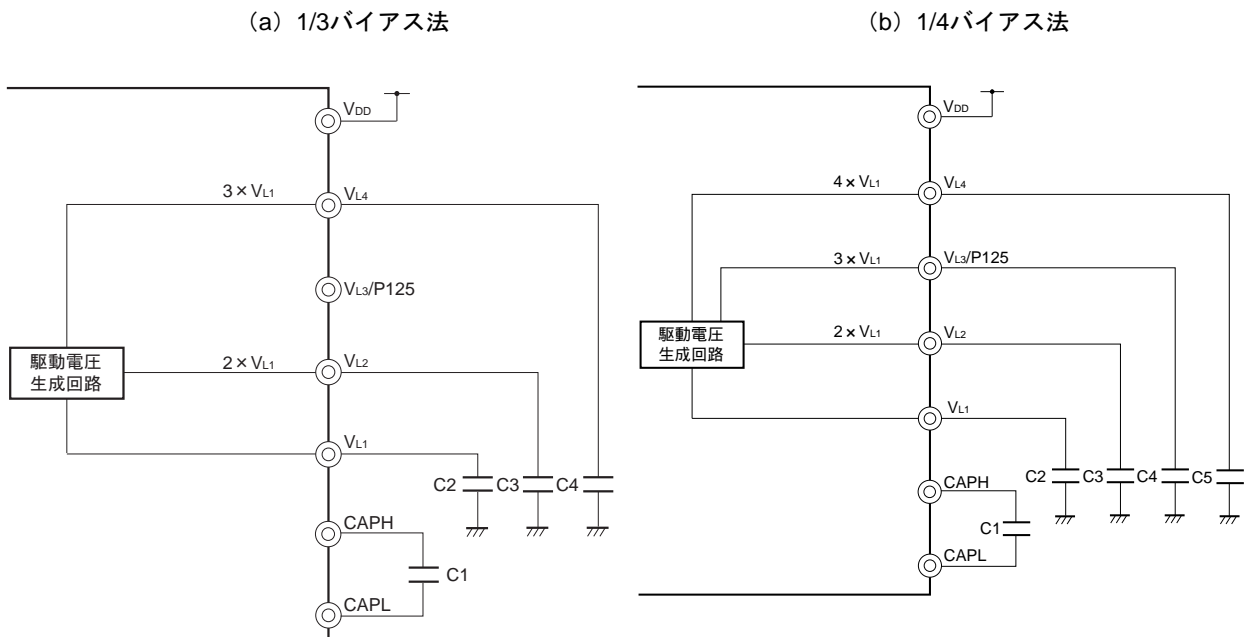 (a) 1/3バイアス法
VDD
3 × VL1
VL4
VL3/P125
駆動電圧
生成回路
2 × VL1
VL2
VL1
C2
C3
C4
CAPH
C1
CAPL
(b) 1/4バイアス法
VDD
4 × VL1
VL4
3 × VL1
VL3/P125
駆動電圧
生成回路
2 × VL1
VL2
VL1
C2
C3
C4
C5
CAPH
C1
CAPL